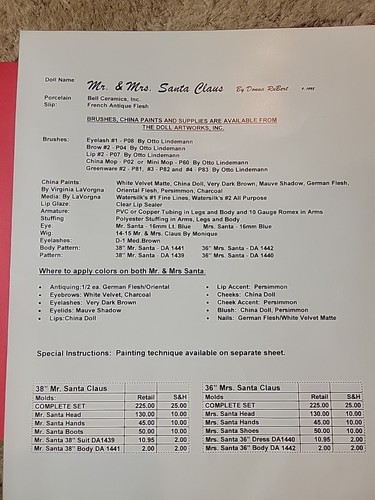 Doll Name
Mr. & Mrs. Santa Claus By Donna RuBert
Porcelain Bell Ceramics, Inc.
Slip: French Antique Flesh
BRUSHES, CHINA PAINTS AND SUPPLIES ARE AVAILABLE FROM
THE DOLL ARTWORKS, INC.
Brushes: Eyelash #1 - P08 By Otto Lindemann
Brow #2 - P04 By Otto Lindemann
Lip #2 - P07 By Otto Lindemann
China Mop - P02 or Mini Mop - P60 By Otto Lindemann
Greenware #2 - P81, #3 - P82 and #4 - P83 By Otto Lindemann
China Paints: White Velvet Matte, China Doll, Very Dark Brown, Mauve Shadow, German Flesh,
By Virginia LaVorgna Oriental Flesh, Persimmon, Charcoal
Media: By LaVorgna Watersilk's #1 Fine Lines, Watersilk's #2 All Purpose
Lip Glaze: Clear Lip Sealer
Armature: PVC or Copper Tubing in Legs and Body and 10 Gauge Romex in Arms
Stuffing Polyester Stuffing in Arms, Legs and Body
Eye: Mr. Santa - 16mm Lt. Blue Mrs. Santa - 16mm Blue
Wig: 14-15 Mr. & Mrs. Claus By Monique
Eyelashes: D-1 Med.Brown
Body Pattern: 38" Mr. Santa - DA 1441 36" Mrs. Santa - DA 1442
Pattern: 38" Mr. Santa - DA 1439 36" Mrs. Santa - DA 1440
Where to apply colors on both Mr. & Mrs Santa
• Antiquing:1/2 ea. German Flesh/Oriental
• Eyebrows: White Velvet, Charcoal
• Eyelashes: Very Dark Brown
• Eyelids: Mauve Shadow
• Lips:China Doll
• Lip Accent: Persimmon
• Cheeks: China Doll
• Cheek Accent: Persimmon
• Blush: China Doll, Persimmon
• Nails: German Flesh/White Velvet Matte
Special Instructions: Painting technique available on separate sheet.
38" Mr. Santa Claus
Molds: Retail S&H
COMPLETE SET 225.00 25.00
Mr. Santa Head 130.00 10.00
Mr. Santa Hands 45.00 10.00
Mr. Santa Boots 50.00 10.00
Mr. Santa 38" Suit DA1439 10.95 2.00
Mr. Santa 38" Body DA 1441 2.00 2.00
36" Mrs. Santa Claus
Molds: Retail S&H
COMPLETE SET 225.00 25.00
Mrs. Santa Head 130.00 10.00
Mrs. Santa Hands 45.00 10.00
Mrs. Santa Shoes 50.00 10.00
Mrs. Santa 36" Dress DA1440 10.95 2.00
Mrs. Santa 36" Body DA 1442 2.00 2.00